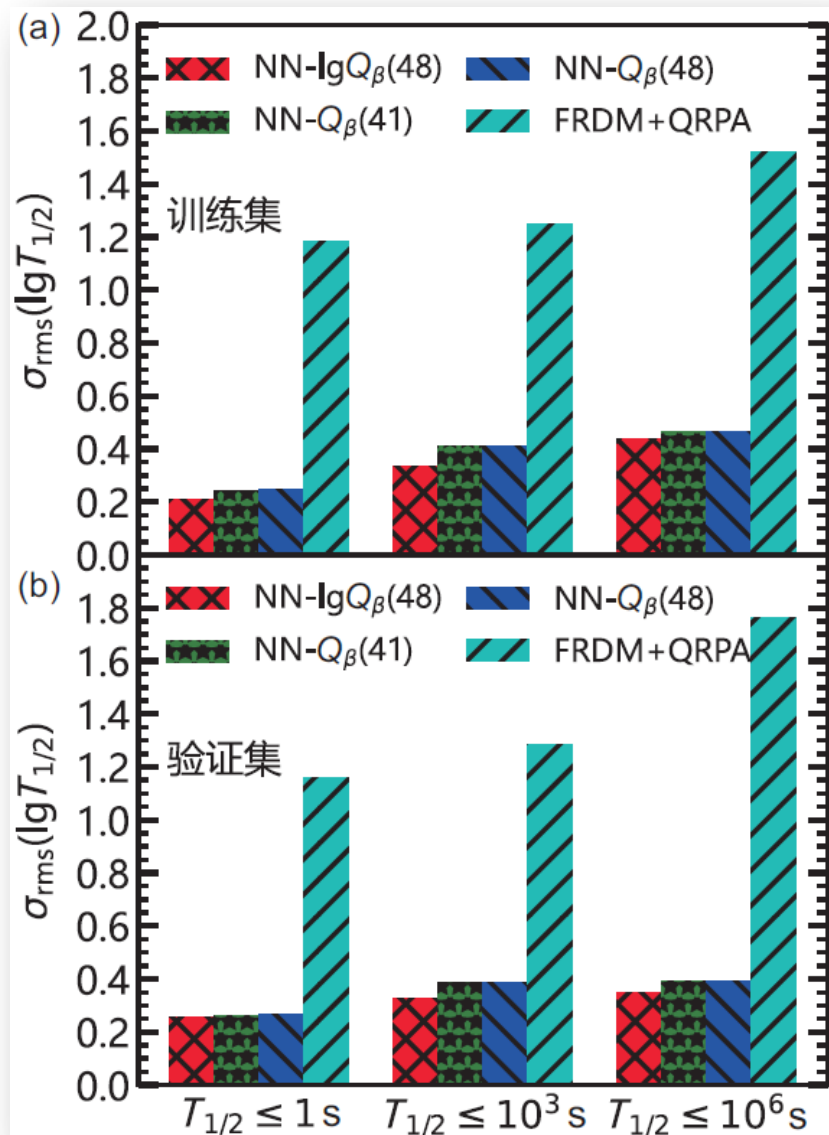 (a)
2.0
1.8
1.6
1.4
1.2
1.0
0.8
0.6
0.4
0.2
0.0
σrms(lgT1/2)
NN-lgQβ(48) NN-Qβ(48)
NN-Qβ(41) FRDM+QRPA
训练集
(b)
1.8
1.6
1.4
1.2
1.0
0.8
0.6
0.4
0.2
0.0
σrms(lgT1/2)
NN-lgQβ(48) NN-Qβ(48)
NN-Qβ(41) FRDM+QRPA
验证集
T1/2 ≤ 1 s T1/2 ≤ 10³ s T1/2 ≤ 10⁶ s